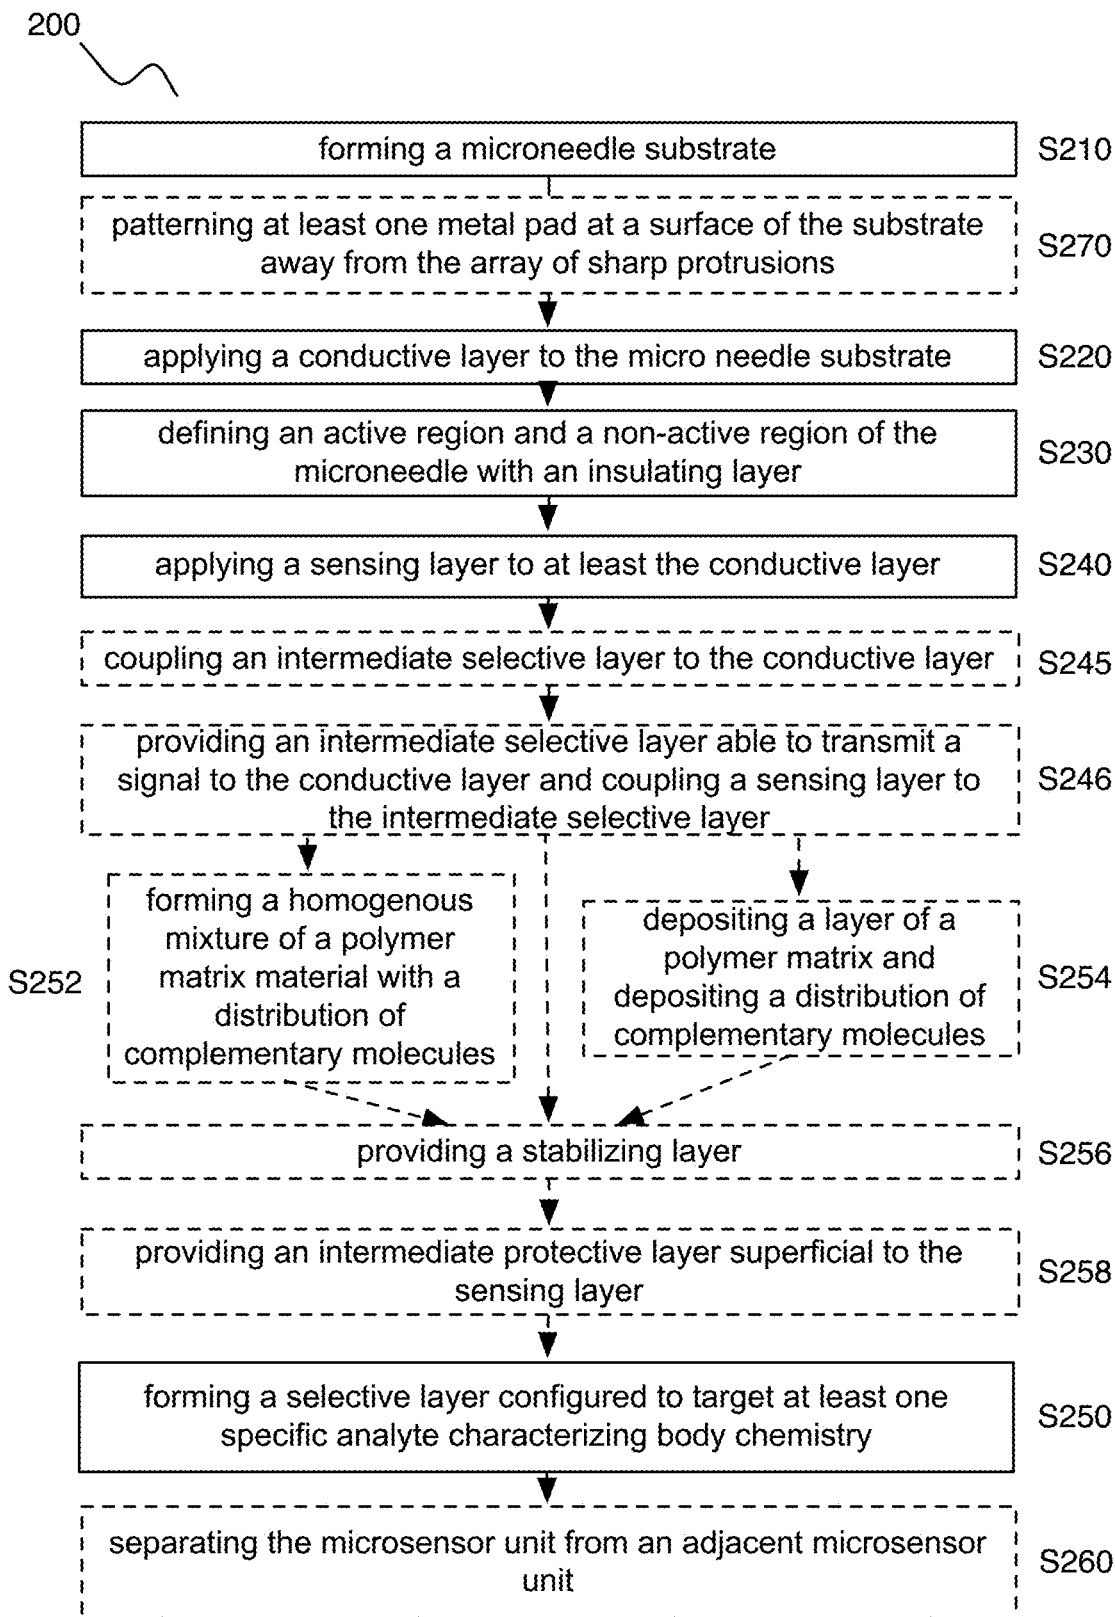 200
forming a microneedle substrate
S210
patterning at least one metal pad at a surface of the substrate
away from the array of sharp protrusions
S270
applying a conductive layer to the micro needle substrate
S220
defining an active region and a non-active region of the
microneedle with an insulating layer
S230
applying a sensing layer to at least the conductive layer
S240
coupling an intermediate selective layer to the conductive layer
S245
providing an intermediate selective layer able to transmit a
signal to the conductive layer and coupling a sensing layer to
the intermediate selective layer
S246
S252
forming a homogenous
mixture of a polymer
matrix material with a
distribution of
complementary molecules
depositing a layer of a
polymer matrix and
depositing a distribution of
complementary molecules
S254
providing a stabilizing layer
S256
providing an intermediate protective layer superficial to the
sensing layer
S258
forming a selective layer configured to target at least one
specific analyte characterizing body chemistry
S250
separating the microsensor unit from an adjacent microsensor
unit
S260